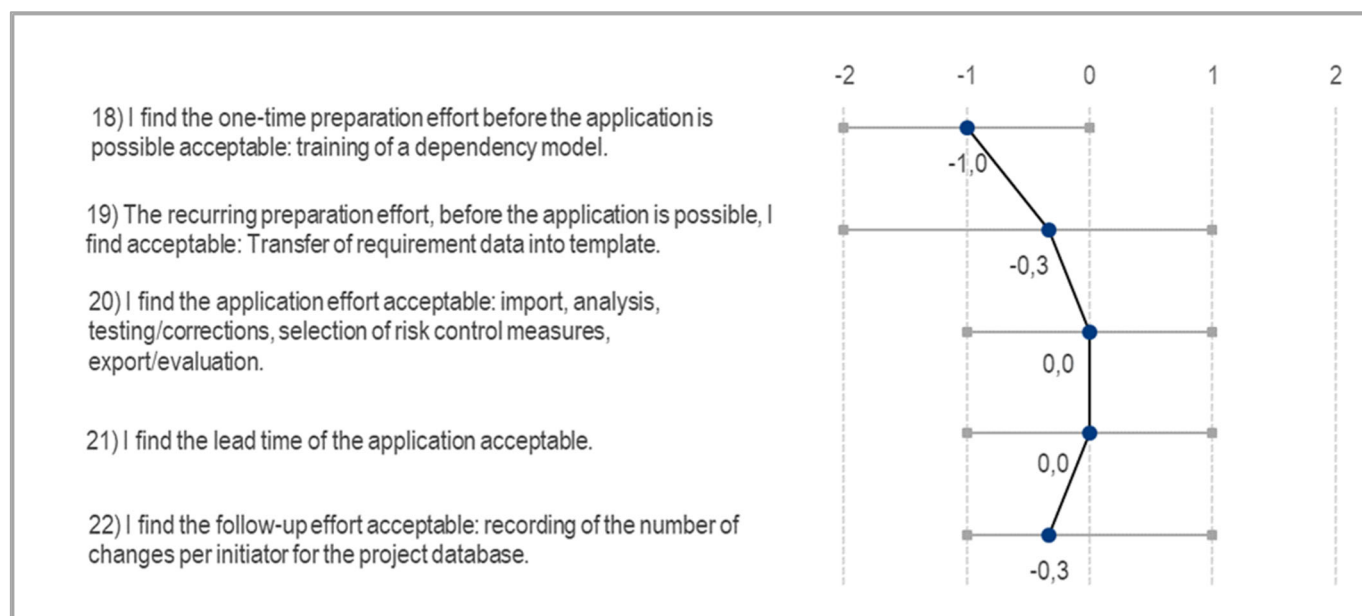 -2 -1 0 1 2
18) I find the one-time preparation effort before the application is
possible acceptable: training of a dependency model.
-1,0
19) The recurring preparation effort, before the application is possible, I
find acceptable: Transfer of requirement data into template.
-0,3
20) I find the application effort acceptable: import, analysis,
testing/corrections, selection of risk control measures,
export/evaluation.
0,0
21) I find the lead time of the application acceptable.
0,0
22) I find the follow-up effort acceptable: recording of the number of
changes per initiator for the project database.
-0,3